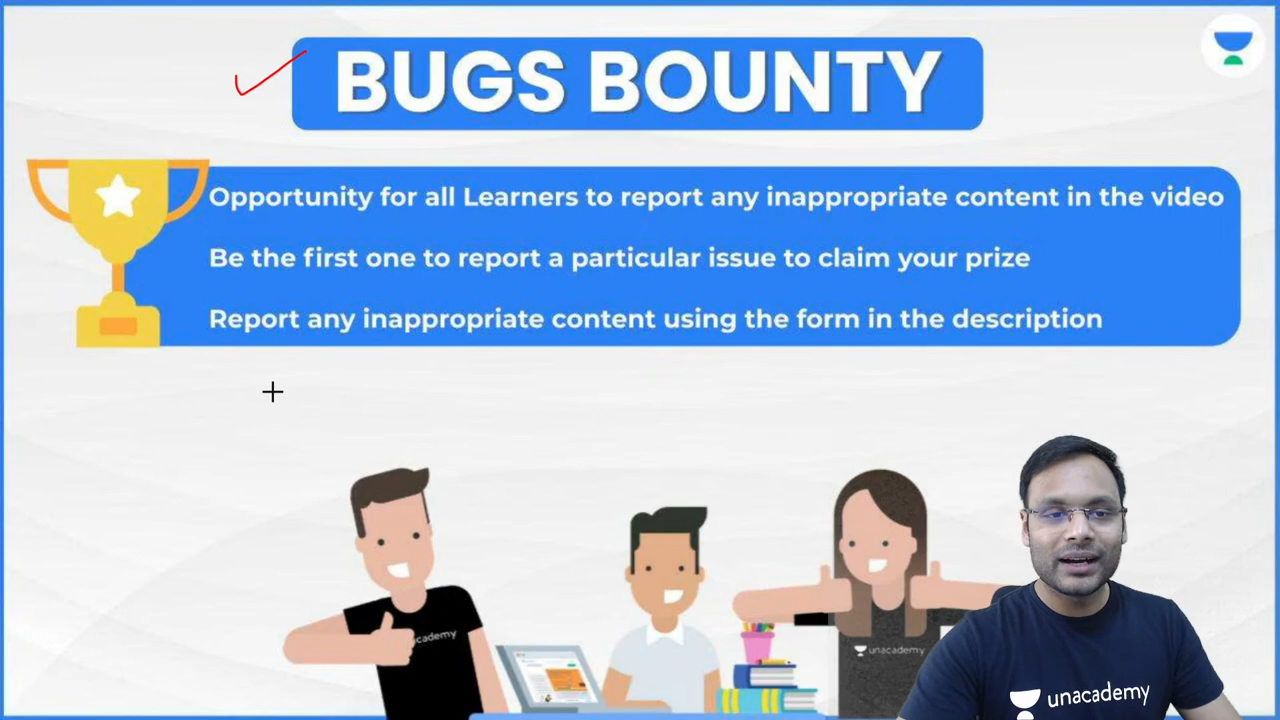 BUGS BOUNTY
Opportunity for all Learners to report any inappropriate content in the video
Be the first one to report a particular issue to claim your prize
Report any inappropriate content using the form in the description
unacademy
unacademy